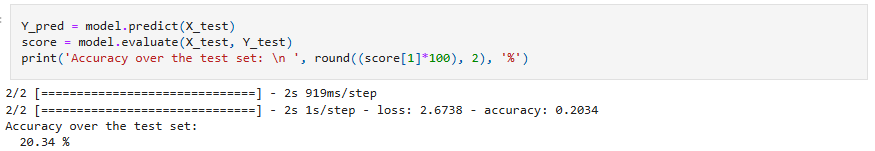 Y_pred = model.predict(X_test)
score = model.evaluate(X_test, Y_test)
print('Accuracy over the test set: \n ', round((score[1]*100), 2), '%')
2/2 [==============================] - 2s 919ms/step
2/2 [==============================] - 2s 1s/step - loss: 2.6738 - accuracy: 0.2034
Accuracy over the test set:
  20.34 %